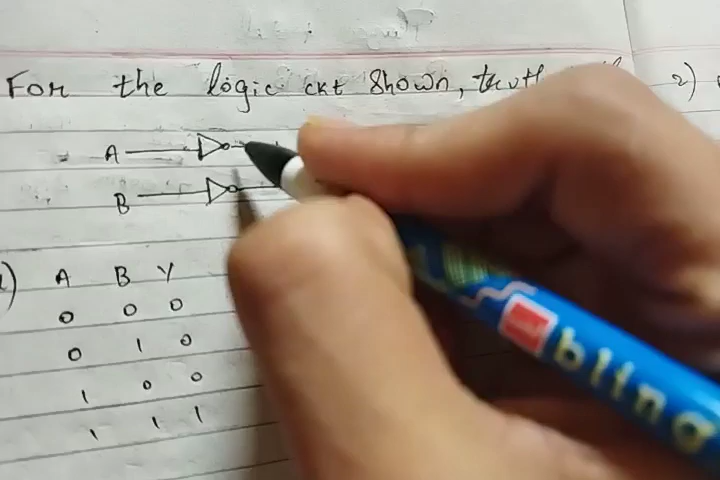 For the logic ckt shown, truth 2)
A
B
A B Y
0 0 0
0 1 0
1 0 0
1 1 1
bling